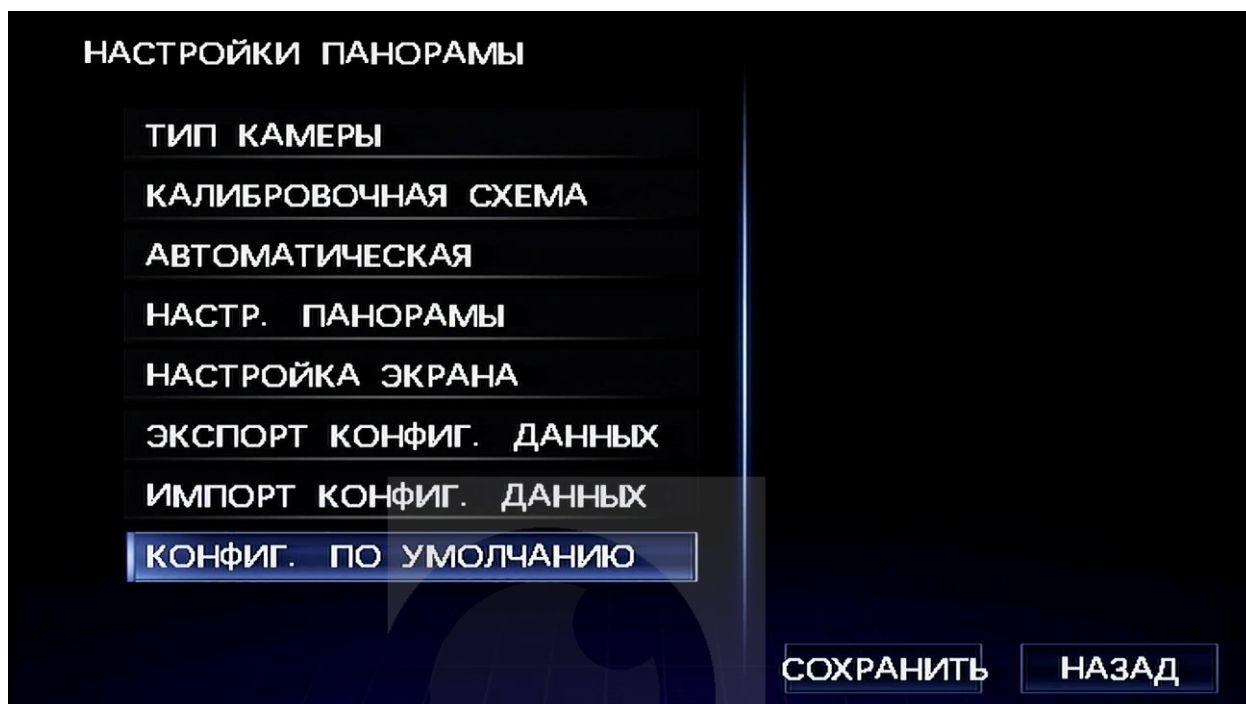 НАСТРОЙКИ ПАНОРАМЫ
ТИП КАМЕРЫ
КАЛИБРОВОЧНАЯ СХЕМА
АВТОМАТИЧЕСКАЯ
НАСТР. ПАНОРАМЫ
НАСТРОЙКА ЭКРАНА
ЭКСПОРТ КОНФИГ. ДАННЫХ
ИМПОРТ КОНФИГ. ДАННЫХ
КОНФИГ. ПО УМОЛЧАНИЮ
СОХРАНИТЬ НАЗАД